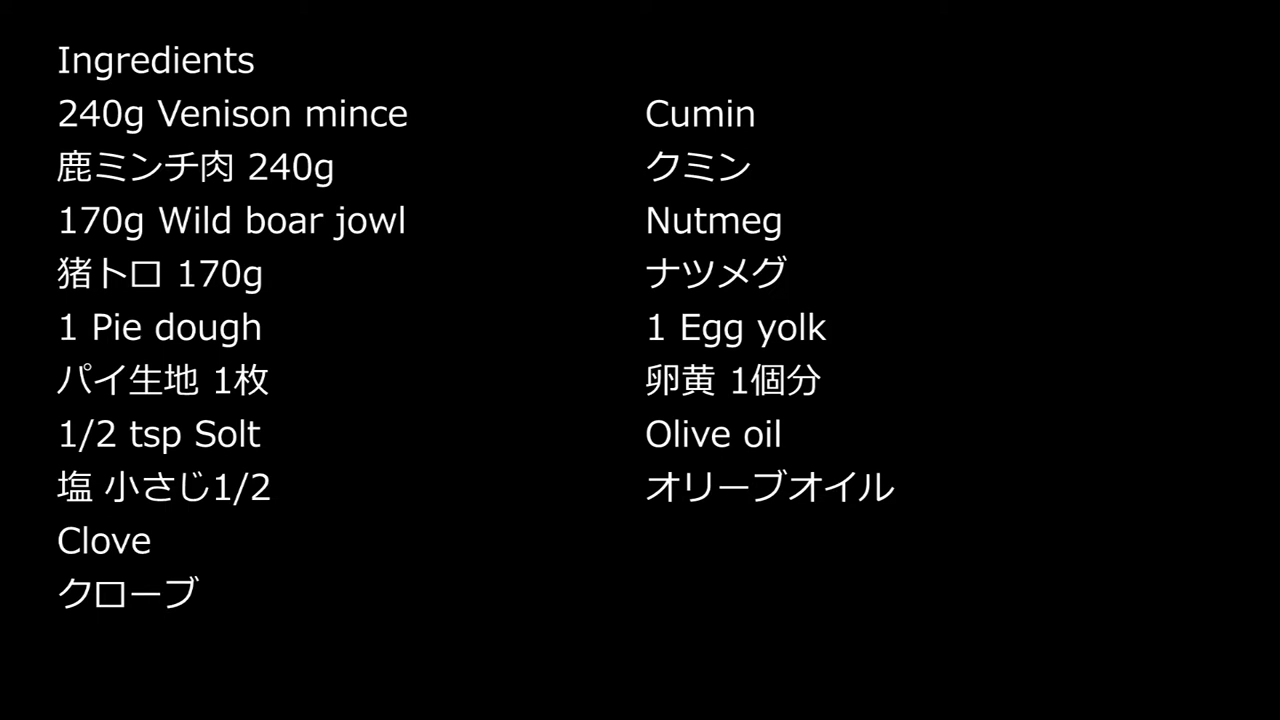 Ingredients
240g Venison mince
鹿ミンチ肉 240g
170g Wild boar jowl
猪トロ 170g
1 Pie dough
パイ生地 1枚
1/2 tsp Solt
塩 小さじ1/2
Clove
クローブ
Cumin
クミン
Nutmeg
ナツメグ
1 Egg yolk
卵黄 1個分
Olive oil
オリーブオイル